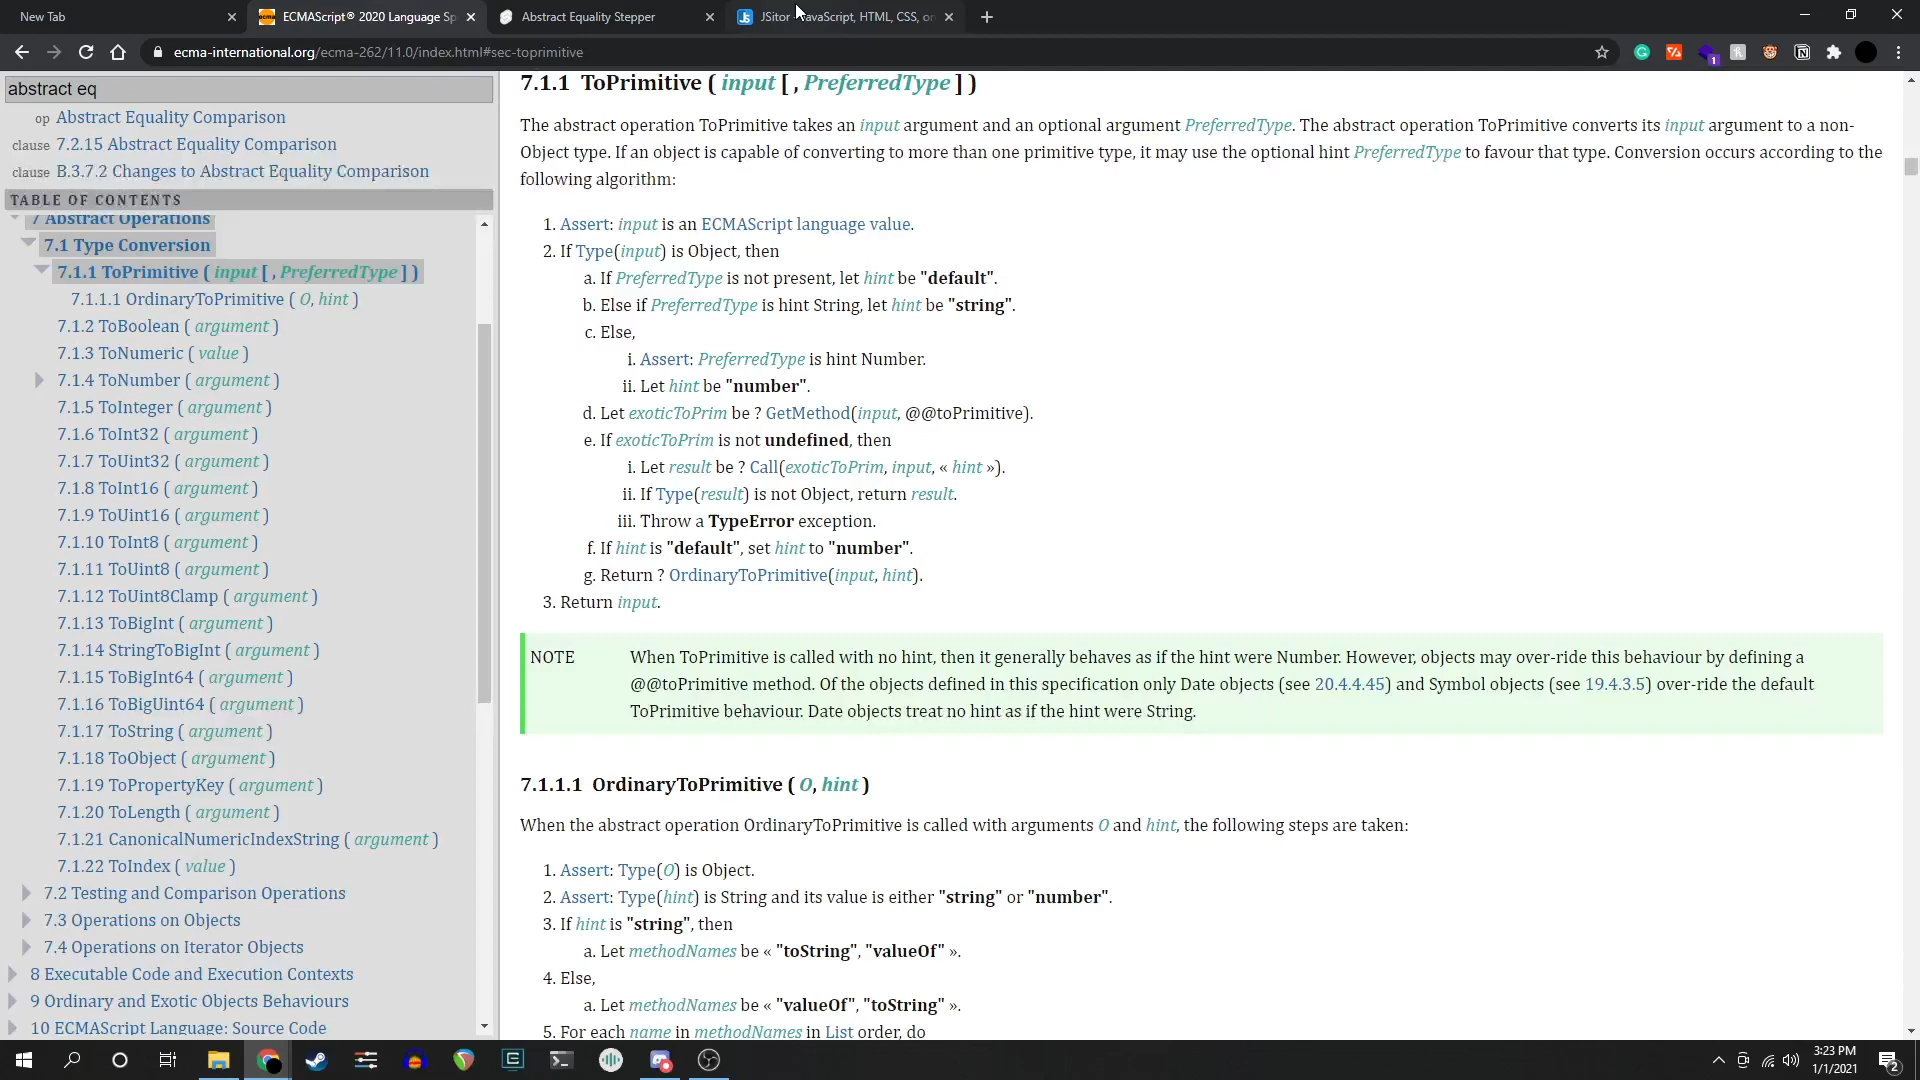 New Tab
ECMAScript® 2020 Language Sp
Abstract Equality Stepper
JSitor - JavaScript, HTML, CSS, or
ecma-international.org/ecma-262/11.0/index.html#sec-toprimitive
abstract eq
op Abstract Equality Comparison
clause 7.2.15 Abstract Equality Comparison
clause B.3.7.2 Changes to Abstract Equality Comparison
TABLE OF CONTENTS
7 Abstract Operations
7.1 Type Conversion
7.1.1 ToPrimitive ( input [ , PreferredType ] )
7.1.1.1 OrdinaryToPrimitive ( O, hint )
7.1.2 ToBoolean ( argument )
7.1.3 ToNumeric ( value )
7.1.4 ToNumber ( argument )
7.1.5 ToInteger ( argument )
7.1.6 ToInt32 ( argument )
7.1.7 ToUint32 ( argument )
7.1.8 ToInt16 ( argument )
7.1.9 ToUint16 ( argument )
7.1.10 ToInt8 ( argument )
7.1.11 ToUint8 ( argument )
7.1.12 ToUint8Clamp ( argument )
7.1.13 ToBigInt ( argument )
7.1.14 StringToBigInt ( argument )
7.1.15 ToBigInt64 ( argument )
7.1.16 ToBigUint64 ( argument )
7.1.17 ToString ( argument )
7.1.18 ToObject ( argument )
7.1.19 ToPropertyKey ( argument )
7.1.20 ToLength ( argument )
7.1.21 CanonicalNumericIndexString ( argument )
7.1.22 ToIndex ( value )
7.2 Testing and Comparison Operations
7.3 Operations on Objects
7.4 Operations on Iterator Objects
8 Executable Code and Execution Contexts
9 Ordinary and Exotic Objects Behaviours
10 ECMAScript Language: Source Code
7.1.1 ToPrimitive ( input [ , PreferredType ] )
The abstract operation ToPrimitive takes an input argument and an optional argument PreferredType. The abstract operation ToPrimitive converts its input argument to a non-
Object type. If an object is capable of converting to more than one primitive type, it may use the optional hint PreferredType to favour that type. Conversion occurs according to the
following algorithm:
1. Assert: input is an ECMAScript language value.
2. If Type(input) is Object, then
a. If PreferredType is not present, let hint be "default".
b. Else if PreferredType is hint String, let hint be "string".
c. Else,
i. Assert: PreferredType is hint Number.
ii. Let hint be "number".
d. Let exoticToPrim be ? GetMethod(input, @@toPrimitive).
e. If exoticToPrim is not undefined, then
i. Let result be ? Call(exoticToPrim, input, « hint »).
ii. If Type(result) is not Object, return result.
iii. Throw a TypeError exception.
f. If hint is "default", set hint to "number".
g. Return ? OrdinaryToPrimitive(input, hint).
3. Return input.
NOTE When ToPrimitive is called with no hint, then it generally behaves as if the hint were Number. However, objects may over-ride this behaviour by defining a
@@toPrimitive method. Of the objects defined in this specification only Date objects (see 20.4.4.45) and Symbol objects (see 19.4.3.5) over-ride the default
ToPrimitive behaviour. Date objects treat no hint as if the hint were String.
7.1.1.1 OrdinaryToPrimitive ( O, hint )
When the abstract operation OrdinaryToPrimitive is called with arguments O and hint, the following steps are taken:
1. Assert: Type(O) is Object.
2. Assert: Type(hint) is String and its value is either "string" or "number".
3. If hint is "string", then
a. Let methodNames be « "toString", "valueOf" ».
4. Else,
a. Let methodNames be « "valueOf", "toString" ».
5. For each name in methodNames in List order, do
3:23 PM
1/1/2021
1
2